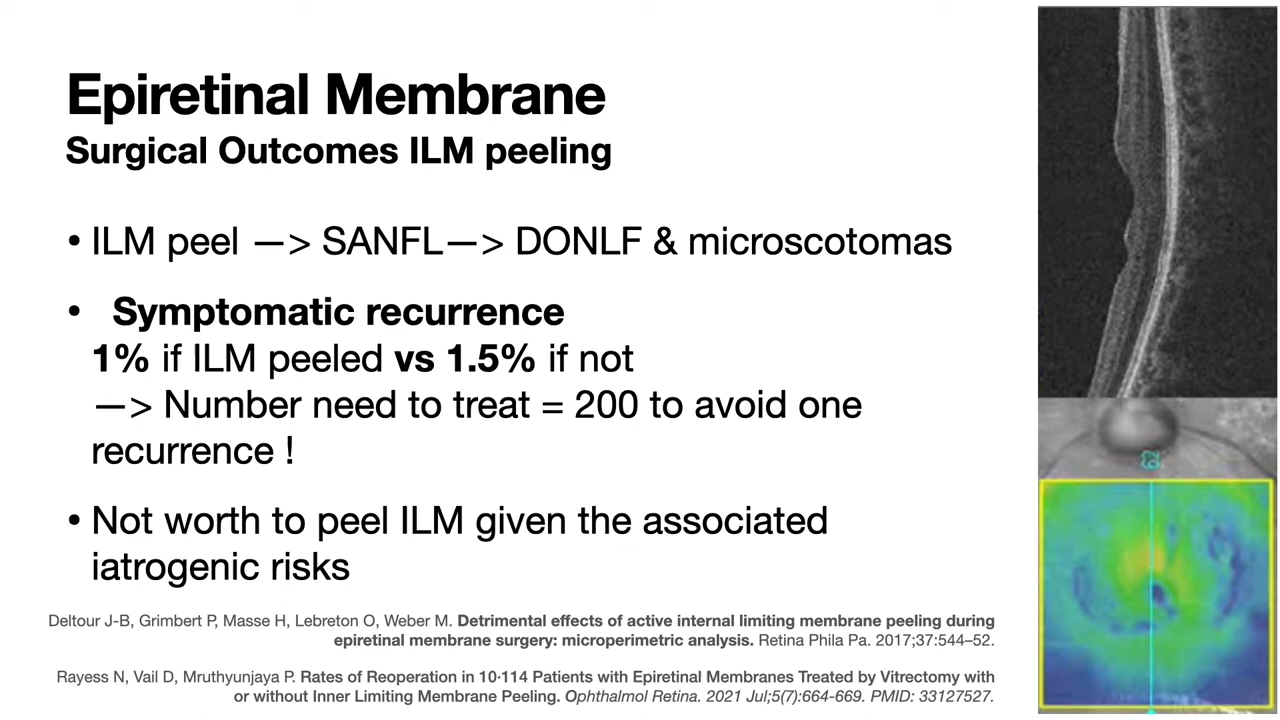 Epiretinal Membrane
Surgical Outcomes ILM peeling
• ILM peel —> SANFL—> DONLF & microscotomas
• Symptomatic recurrence
1% if ILM peeled vs 1.5% if not
—> Number need to treat = 200 to avoid one
recurrence !
• Not worth to peel ILM given the associated
iatrogenic risks
Deltour J-B, Grimbert P, Masse H, Lebreton O, Weber M. Detrimental effects of active internal limiting membrane peeling during
epiretinal membrane surgery: microperimetric analysis. Retina Phila Pa. 2017;37:544–52.
Rayess N, Vail D, Mruthyunjaya P. Rates of Reoperation in 10·114 Patients with Epiretinal Membranes Treated by Vitrectomy with
or without Inner Limiting Membrane Peeling. Ophthalmol Retina. 2021 Jul;5(7):664-669. PMID: 33127527.